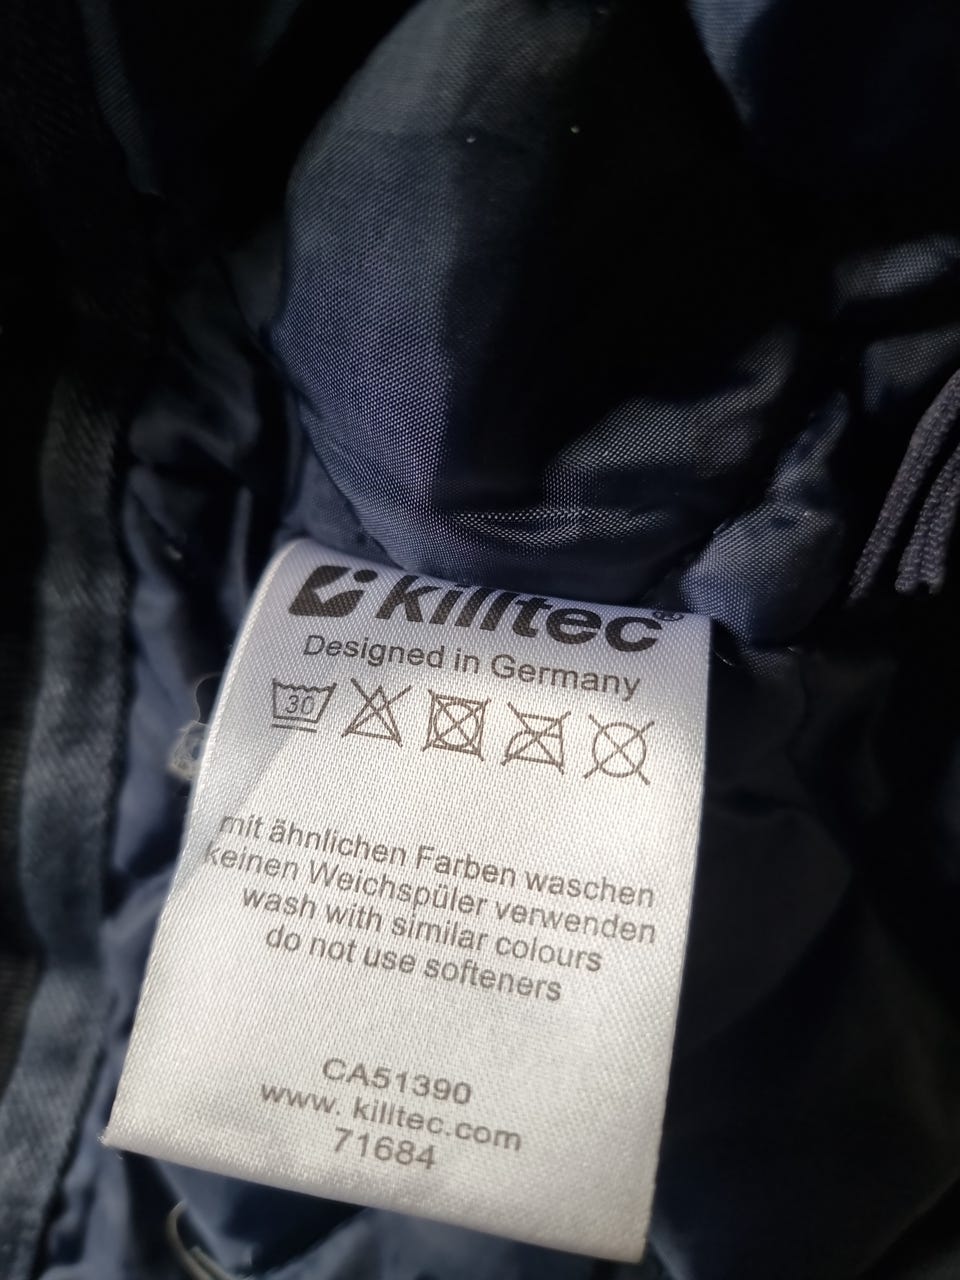 killtec®
Designed in Germany
30
mit ähnlichen Farben waschen
keinen Weichspüler verwenden
wash with similar colours
do not use softeners
CA51390
www. killtec.com
71684